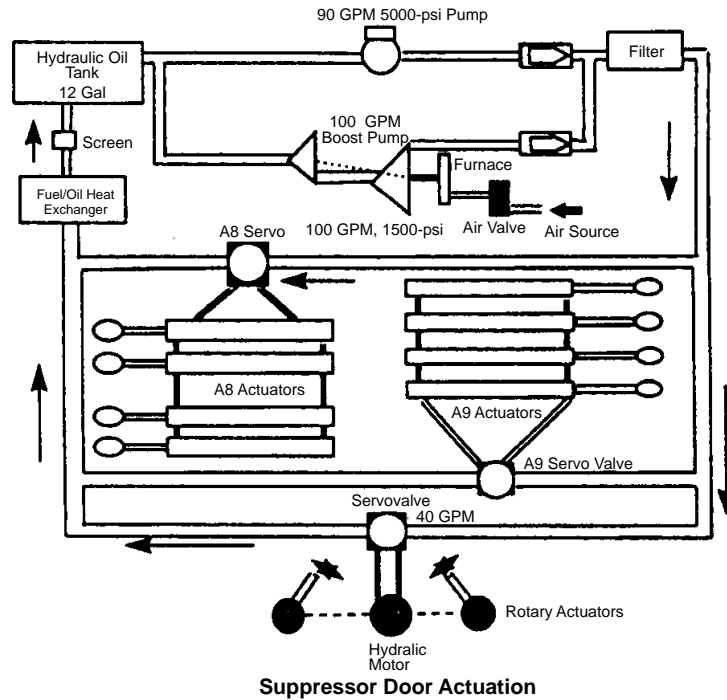 90 GPM 5000-psi Pump
Hydraulic Oil
Tank
12 Gal
Filter
100 GPM
Boost Pump
Screen
Furnace
Fuel/Oil Heat
Exchanger
A8 Servo
100 GPM, 1500-psi
Air Valve
Air Source
A8 Actuators
A9 Actuators
A9 Servo Valve
Servovalve
40 GPM
Rotary Actuators
Hydralic
Motor
Suppressor Door Actuation